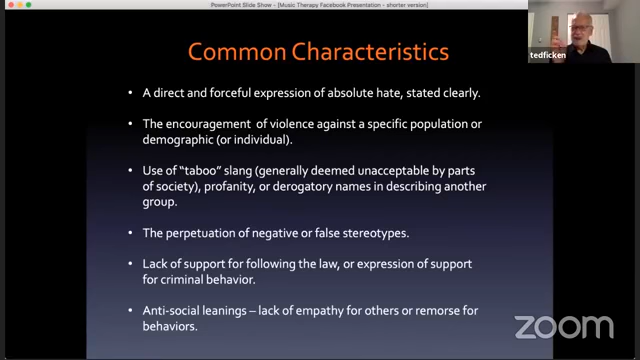 PowerPoint Slide Show - [Music Therapy Facebook Presentation - shorter version]
tedficken
Common Characteristics
• A direct and forceful expression of absolute hate, stated clearly.
• The encouragement of violence against a specific population or
demographic (or individual).
• Use of “taboo” slang (generally deemed unacceptable by parts
of society), profanity, or derogatory names in describing another
group.
• The perpetuation of negative or false stereotypes.
• Lack of support for following the law, or expression of support
for criminal behavior.
• Anti-social leanings – lack of empathy for others or remorse for
behaviors.
zoom